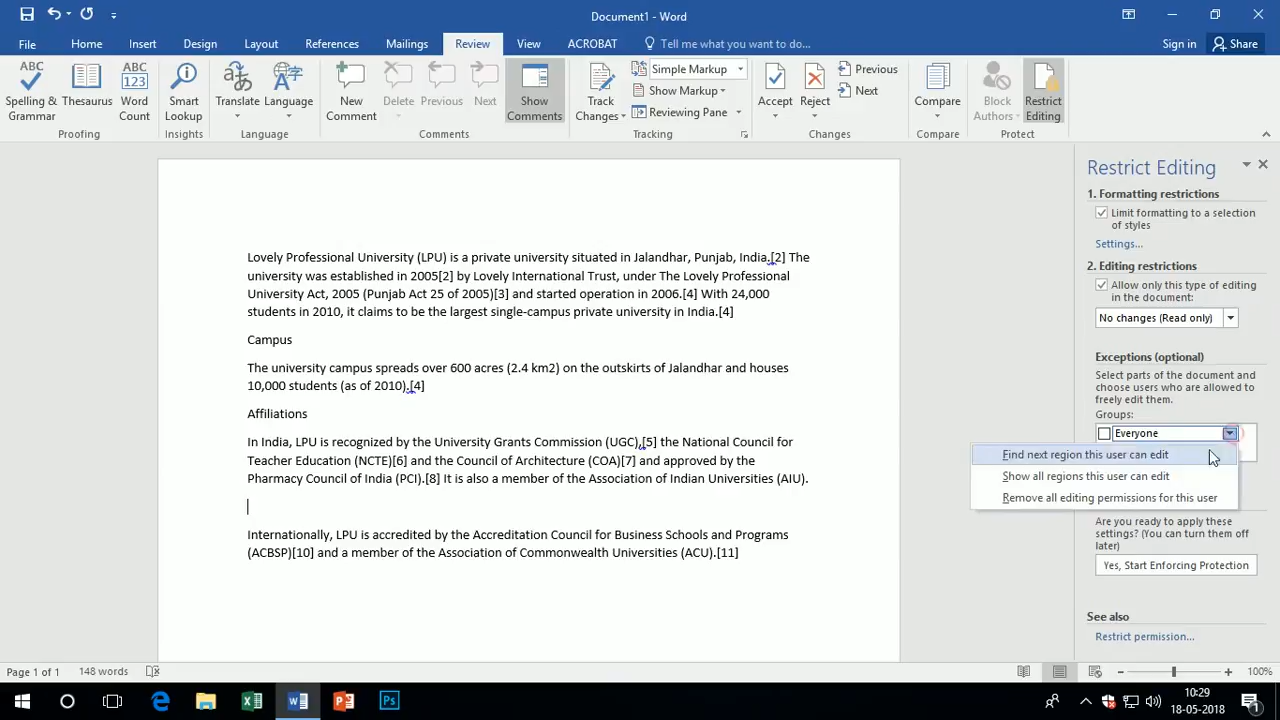 Document1 - Word
File Home Insert Design Layout References Mailings Review View ACROBAT Tell me what you want to do... Sign in Share
ABC Spelling & Grammar
Thesaurus
ABC 123 Word Count
Proofing
Smart Lookup
Insights
Translate
Language
Language
New Comment
Delete
Previous
Next
Show Comments
Comments
Track Changes
Simple Markup
Show Markup
Reviewing Pane
Tracking
Accept
Reject
Previous
Next
Changes
Compare
Compare
Block Authors
Restrict Editing
Protect
Lovely Professional University (LPU) is a private university situated in Jalandhar, Punjab, India.[2] The
university was established in 2005[2] by Lovely International Trust, under The Lovely Professional
University Act, 2005 (Punjab Act 25 of 2005)[3] and started operation in 2006.[4] With 24,000
students in 2010, it claims to be the largest single-campus private university in India.[4]
Campus
The university campus spreads over 600 acres (2.4 km2) on the outskirts of Jalandhar and houses
10,000 students (as of 2010).[4]
Affiliations
In India, LPU is recognized by the University Grants Commission (UGC),[5] the National Council for
Teacher Education (NCTE)[6] and the Council of Architecture (COA)[7] and approved by the
Pharmacy Council of India (PCI).[8] It is also a member of the Association of Indian Universities (AIU).
Internationally, LPU is accredited by the Accreditation Council for Business Schools and Programs
(ACBSP)[10] and a member of the Association of Commonwealth Universities (ACU).[11]
Restrict Editing
1. Formatting restrictions
Limit formatting to a selection
of styles
Settings...
2. Editing restrictions
Allow only this type of editing
in the document:
No changes (Read only)
Exceptions (optional)
Select parts of the document and
choose users who are allowed to
freely edit them.
Groups:
Everyone
Find next region this user can edit
Show all regions this user can edit
Remove all editing permissions for this user
Are you ready to apply these
settings? (You can turn them off
later)
Yes, Start Enforcing Protection
See also
Restrict permission...
Page 1 of 1 148 words 100%
10:29
18-05-2018
1